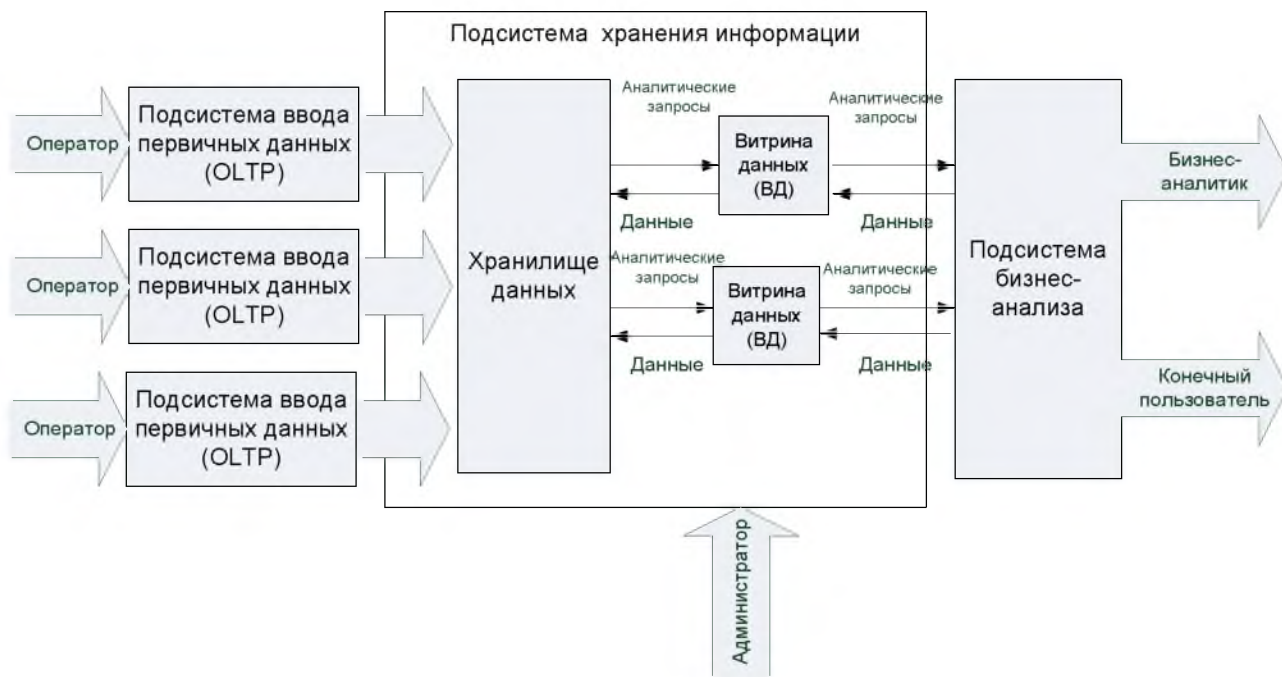 Подсистема хранения информации
Оператор
Подсистема ввода
первичных данных
(OLTP)
Оператор
Подсистема ввода
первичных данных
(OLTP)
Оператор
Подсистема ввода
первичных данных
(OLTP)
Хранилище
данных
Аналитические
запросы
Данные
Витрина
данных
(ВД)
Аналитические
запросы
Данные
Аналитические
запросы
Данные
Витрина
данных
(ВД)
Аналитические
запросы
Данные
Подсистема
бизнес-
анализа
Бизнес-
аналитик
Конечный
пользователь
Администратор